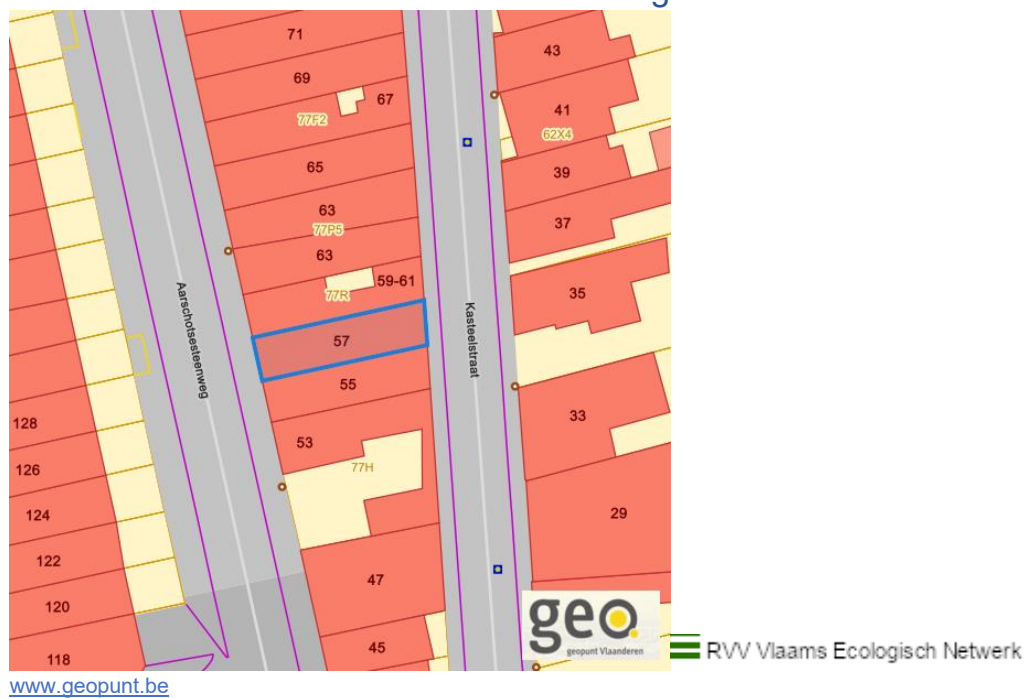 71
43
69
67
41
77F2
62X4
65
39
63
37
77P5
63
59-61
35
77R
Aarschotsesteenweg
Kasteelstraat
57
55
33
128
53
126
77H
124
29
122
47
120
geo
geopunt Vlaanderen
45
118
RVV Vlaams Ecologisch Netwerk
www.geopunt.be